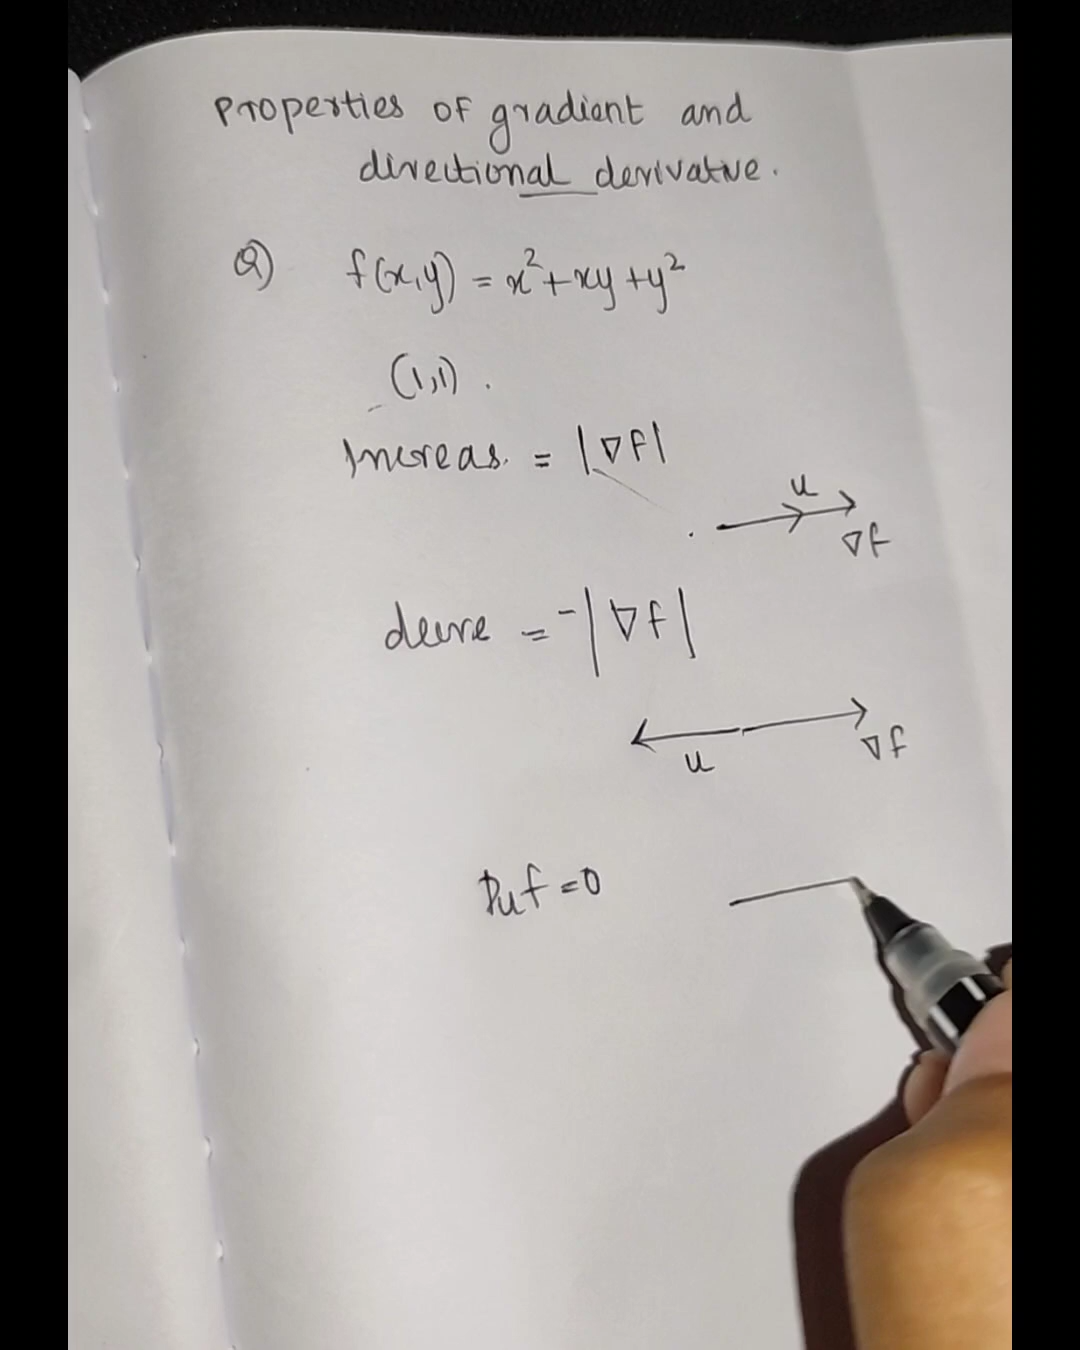 Properties of gradient and
directional derivative.
Q) f(x,y) = x²+xy+y²
(1,1).
Increas. = |∇f|
u
∇f
decre = -|∇f|
u
∇f
Duf=0